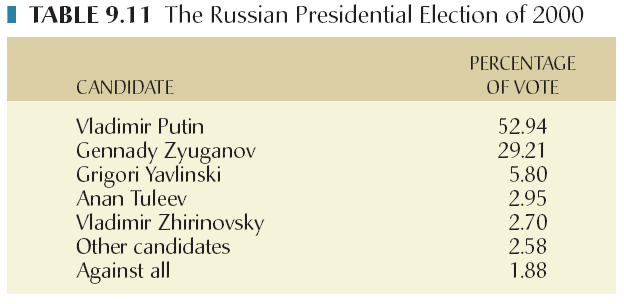 TABLE 9.11 The Russian Presidential Election of 2000
PERCENTAGE
CANDIDATE OF VOTE
Vladimir Putin 52.94
Gennady Zyuganov 29.21
Grigori Yavlinski 5.80
Anan Tuleev 2.95
Vladimir Zhirinovsky 2.70
Other candidates 2.58
Against all 1.88